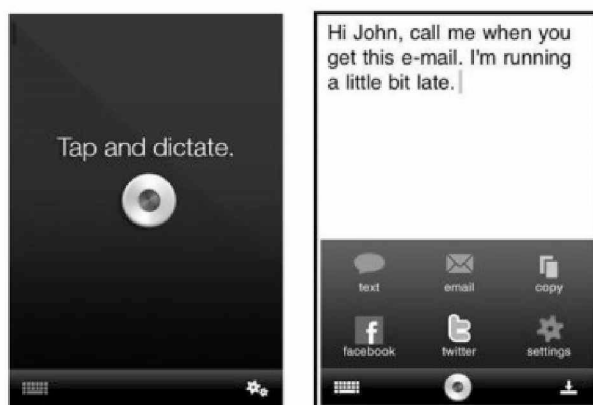 Tap and dictate.
Hi John, call me when you
get this e-mail. I'm running
a little bit late.
text email copy
facebook twitter settings